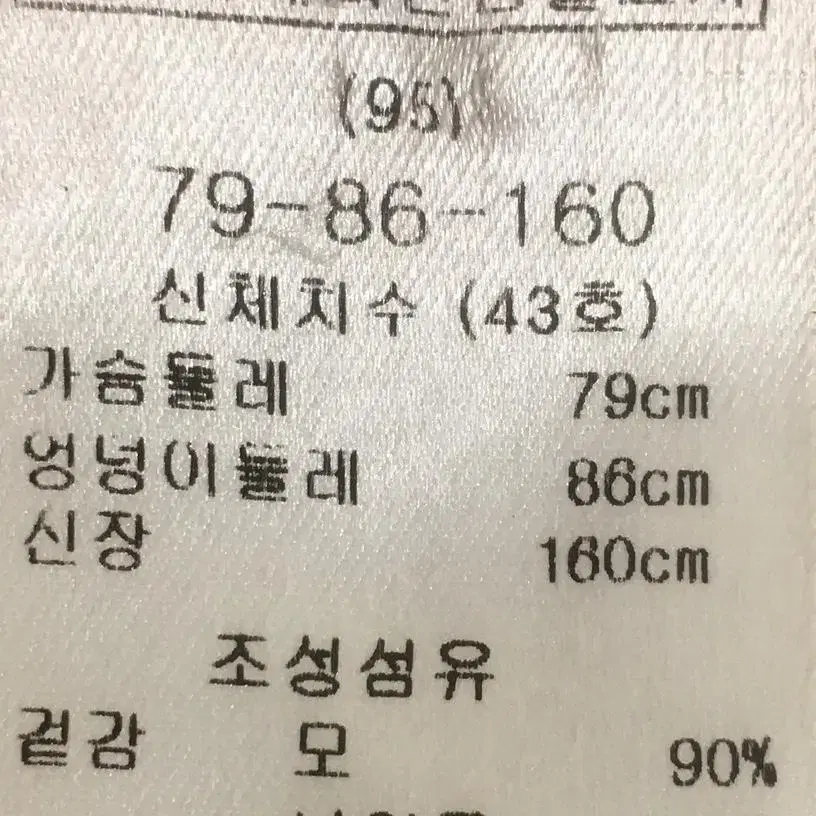 (95)
79-86-160
신체치수 (43호)
가슴둘레 79cm
엉넝이둘레 86cm
신장 160cm
조성섬유
겉감 모 90%